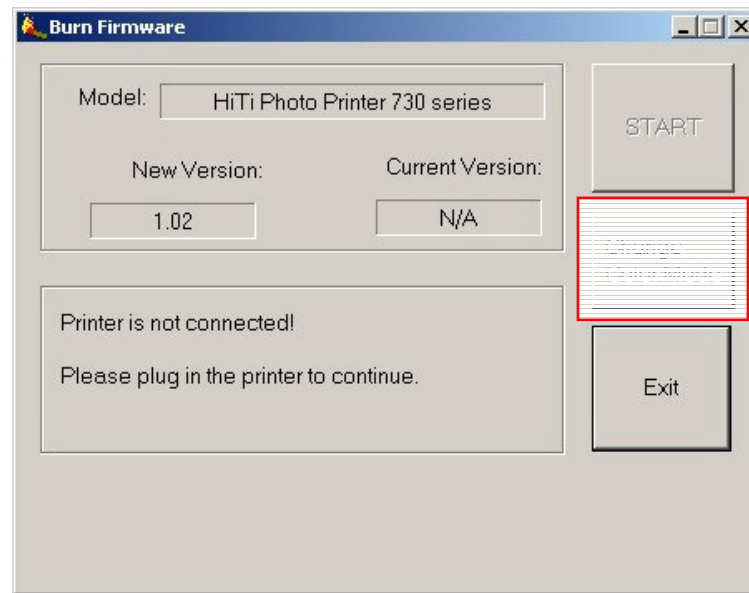 Burn Firmware
Model:
HiTi Photo Printer 730 series
START
New Version:
Current Version:
1.02
N/A
Printer is not connected!
Please plug in the printer to continue.
Exit